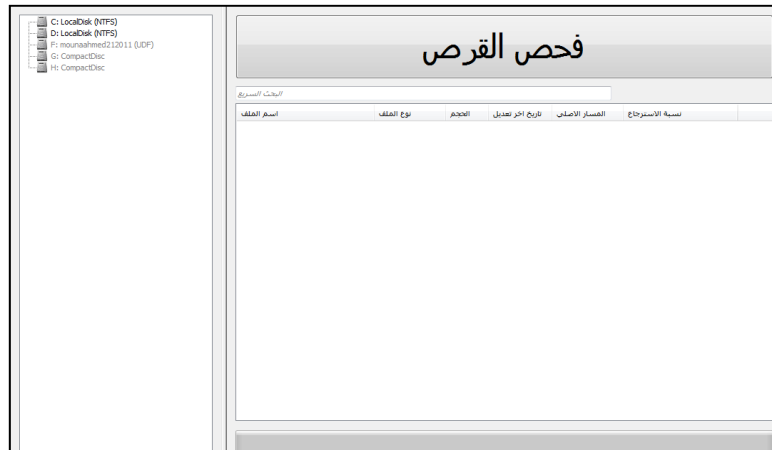 C: LocalDisk (NTFS)
D: LocalDisk (NTFS)
F: mounaahmed212011 (UDF)
G: CompactDisc
H: CompactDisc
فحص القرص
البحث السريع
اسم الملف نوع الملف الحجم تاريخ اخر تعديل المسار الاصلي نسبة الاسترجاع